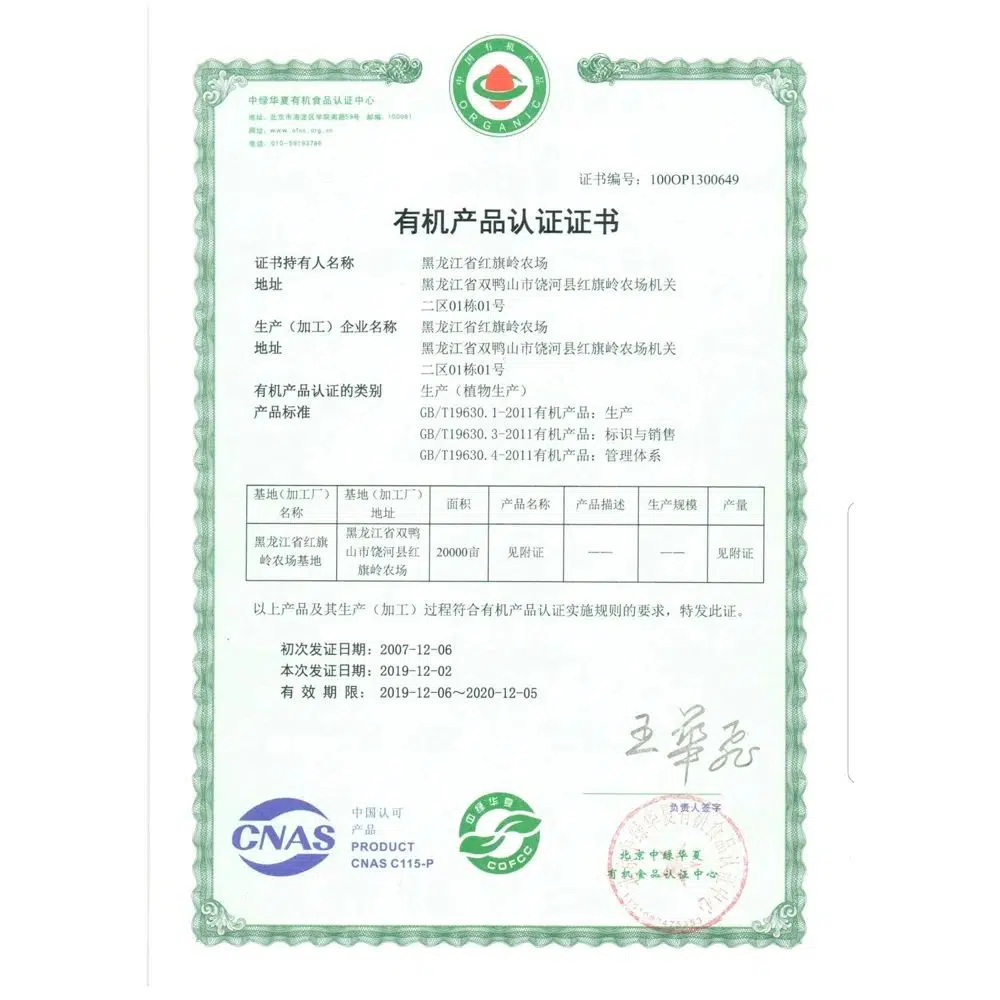 中国有机产品
ORGANIC
中绿华夏有机食品认证中心
地址：北京市海淀区学院南路59号 邮编：100081
网址：www.ofcc.org.cn
电话：010-59193786
证书编号：100OP1300649
有机产品认证证书
证书持有人名称 黑龙江省红旗岭农场
地址 黑龙江省双鸭山市饶河县红旗岭农场机关
二区01栋01号
生产（加工）企业名称 黑龙江省红旗岭农场
地址 黑龙江省双鸭山市饶河县红旗岭农场机关
二区01栋01号
有机产品认证的类别 生产（植物生产）
产品标准 GB/T19630.1-2011有机产品：生产
GB/T19630.3-2011有机产品：标识与销售
GB/T19630.4-2011有机产品：管理体系
基地（加工厂）名称 基地（加工厂）地址 面积 产品名称 产品描述 生产规模 产量
黑龙江省红旗岭农场基地 黑龙江省双鸭山市饶河县红旗岭农场 20000亩 见附证 —— —— 见附证
以上产品及其生产（加工）过程符合有机产品认证实施规则的要求，特发此证。
初次发证日期：2007-12-06
本次发证日期：2019-12-02
有效期限：2019-12-06～2020-12-05
王华飞
负责人签字
CNAS
中国认可
产品
PRODUCT
CNAS C115-P
中绿华夏
COFCC
北京中绿华夏
有机食品认证中心